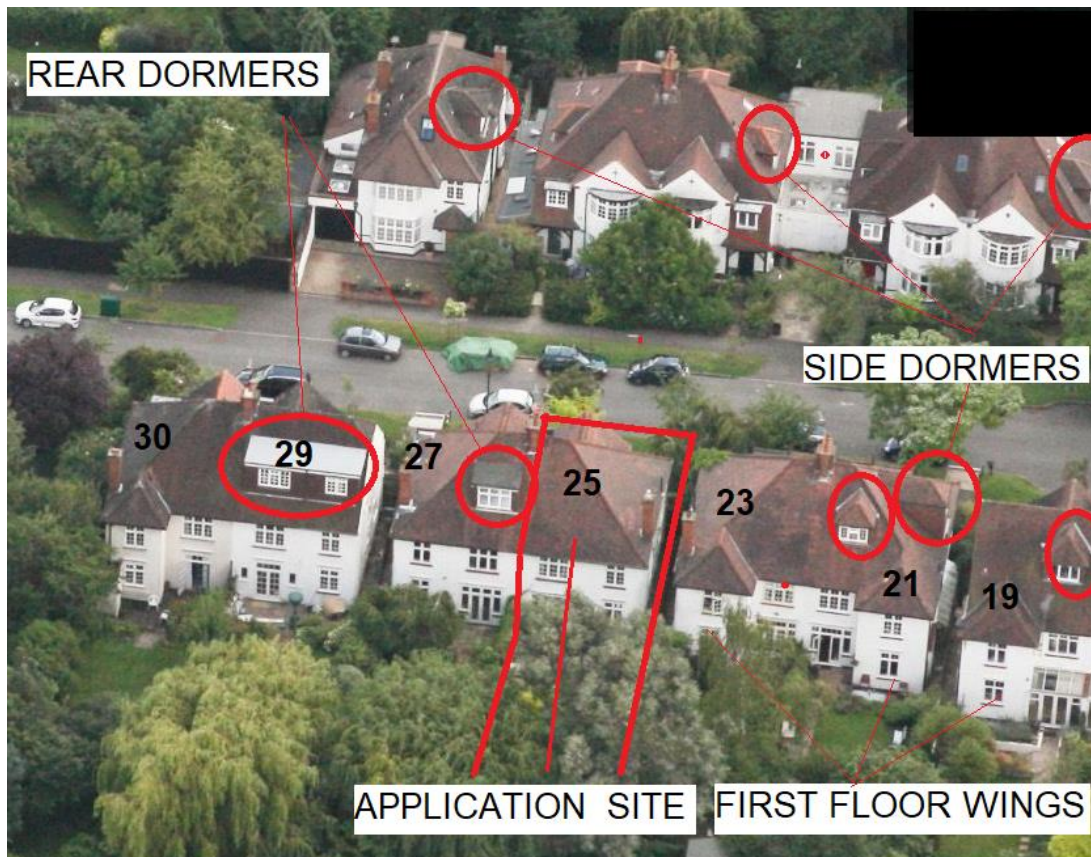 REAR DORMERS
SIDE DORMERS
30
29
27
25
23
21
19
APPLICATION SITE
FIRST FLOOR WINGS